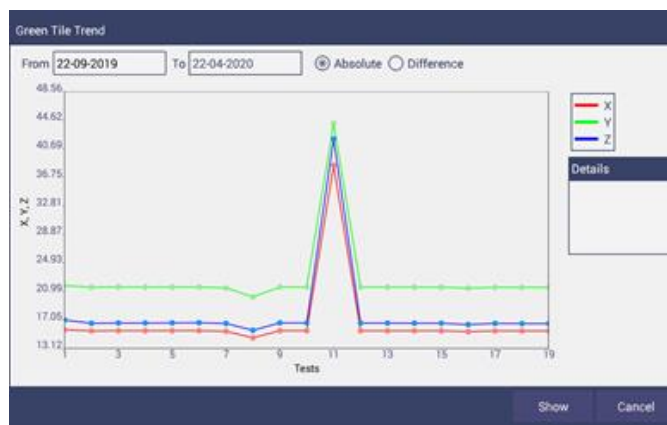 Green Tile Trend
From 22-09-2019 To 22-04-2020 Absolute Difference
48.56
44.62
40.69
36.75
32.81
28.87
24.93
20.99
17.05
13.12
X, Y, Z
1 3 5 7 9 11 13 15 17 19
Tests
X
Y
Z
Details
Show Cancel